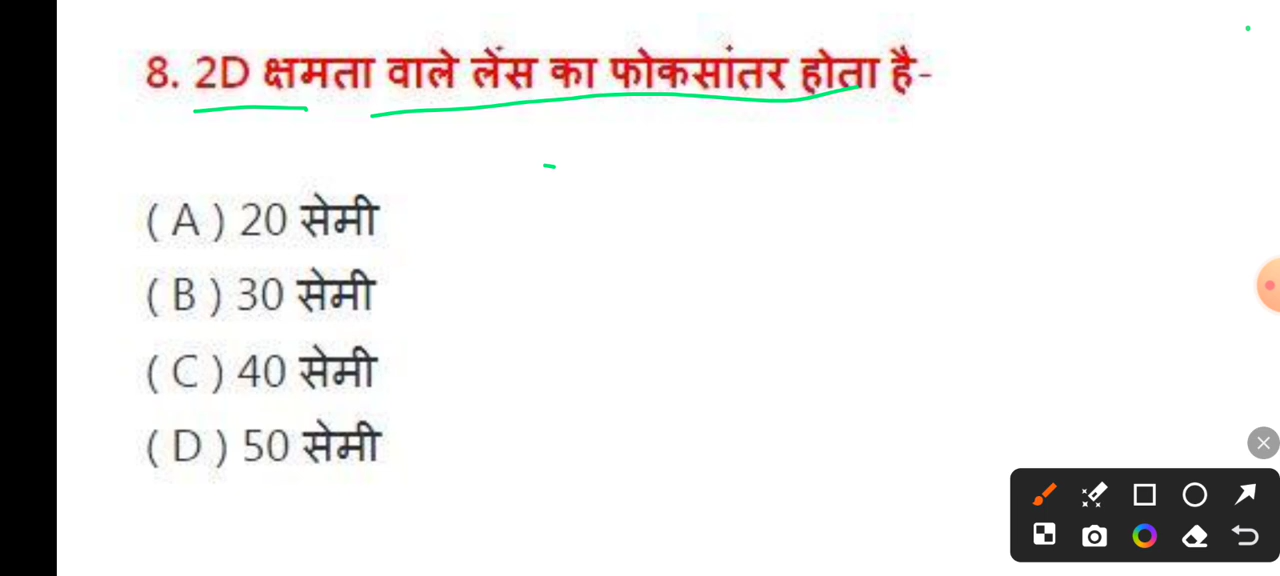 8. 2D क्षमता वाले लेंस का फोकसांतर होता है-
( A ) 20 सेमी
( B ) 30 सेमी
( C ) 40 सेमी
( D ) 50 सेमी